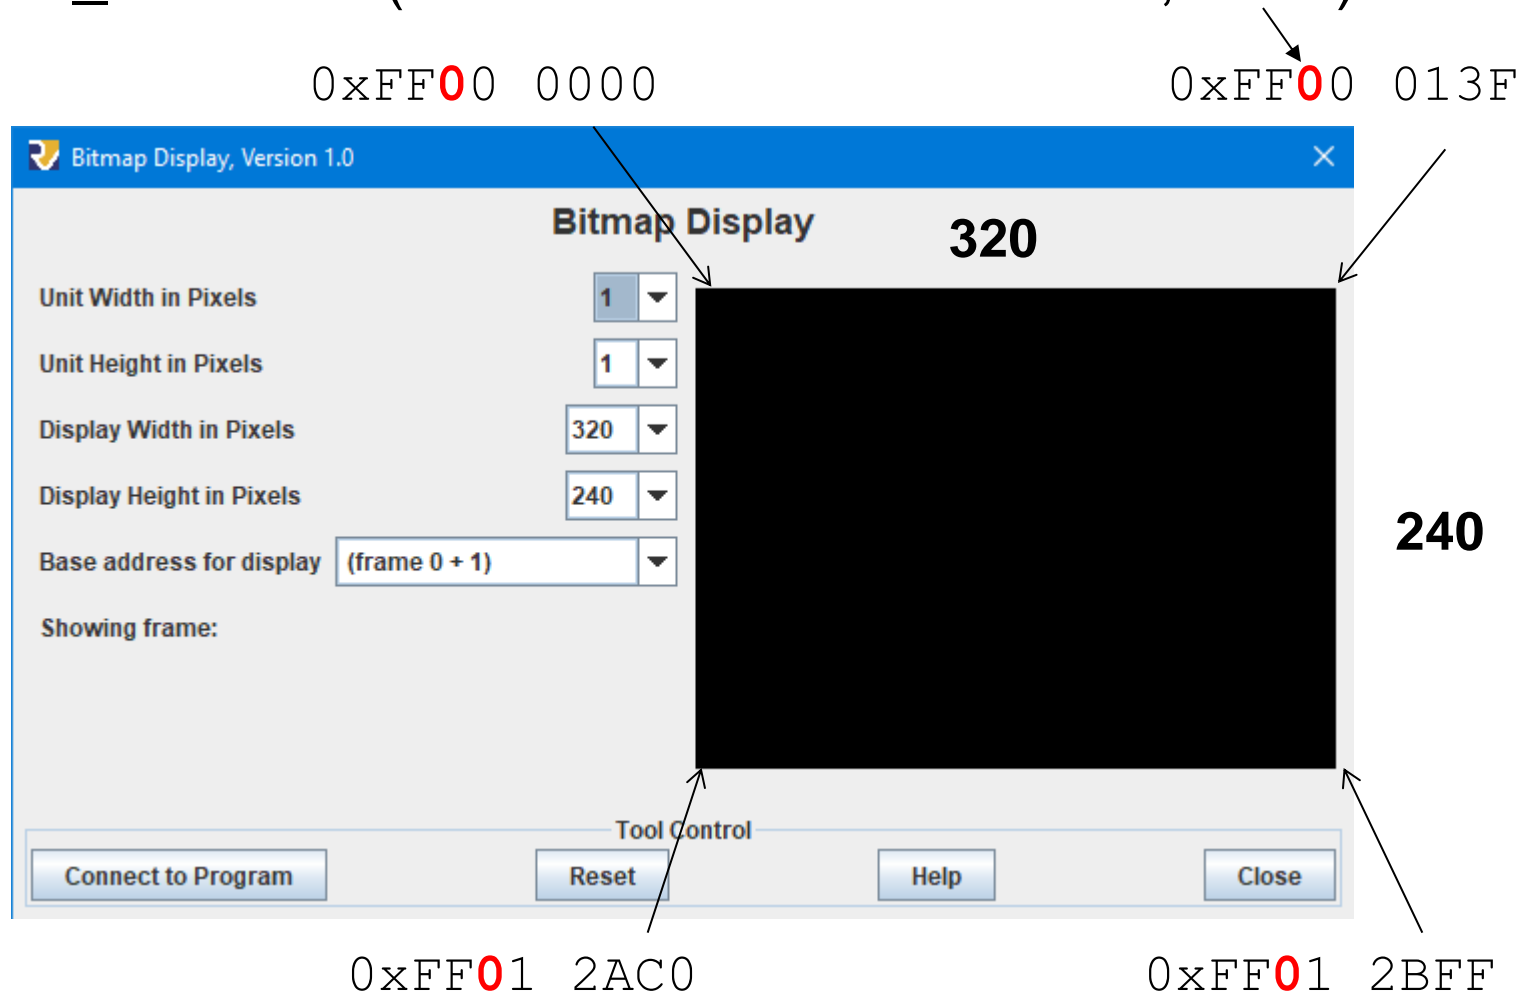 0xFF00 0000
0xFF00 013F
Bitmap Display, Version 1.0
Bitmap Display
320
Unit Width in Pixels 1
Unit Height in Pixels 1
Display Width in Pixels 320
Display Height in Pixels 240
240
Base address for display (frame 0 + 1)
Showing frame:
Tool Control
Connect to Program Reset Help Close
0xFF01 2AC0
0xFF01 2BFF